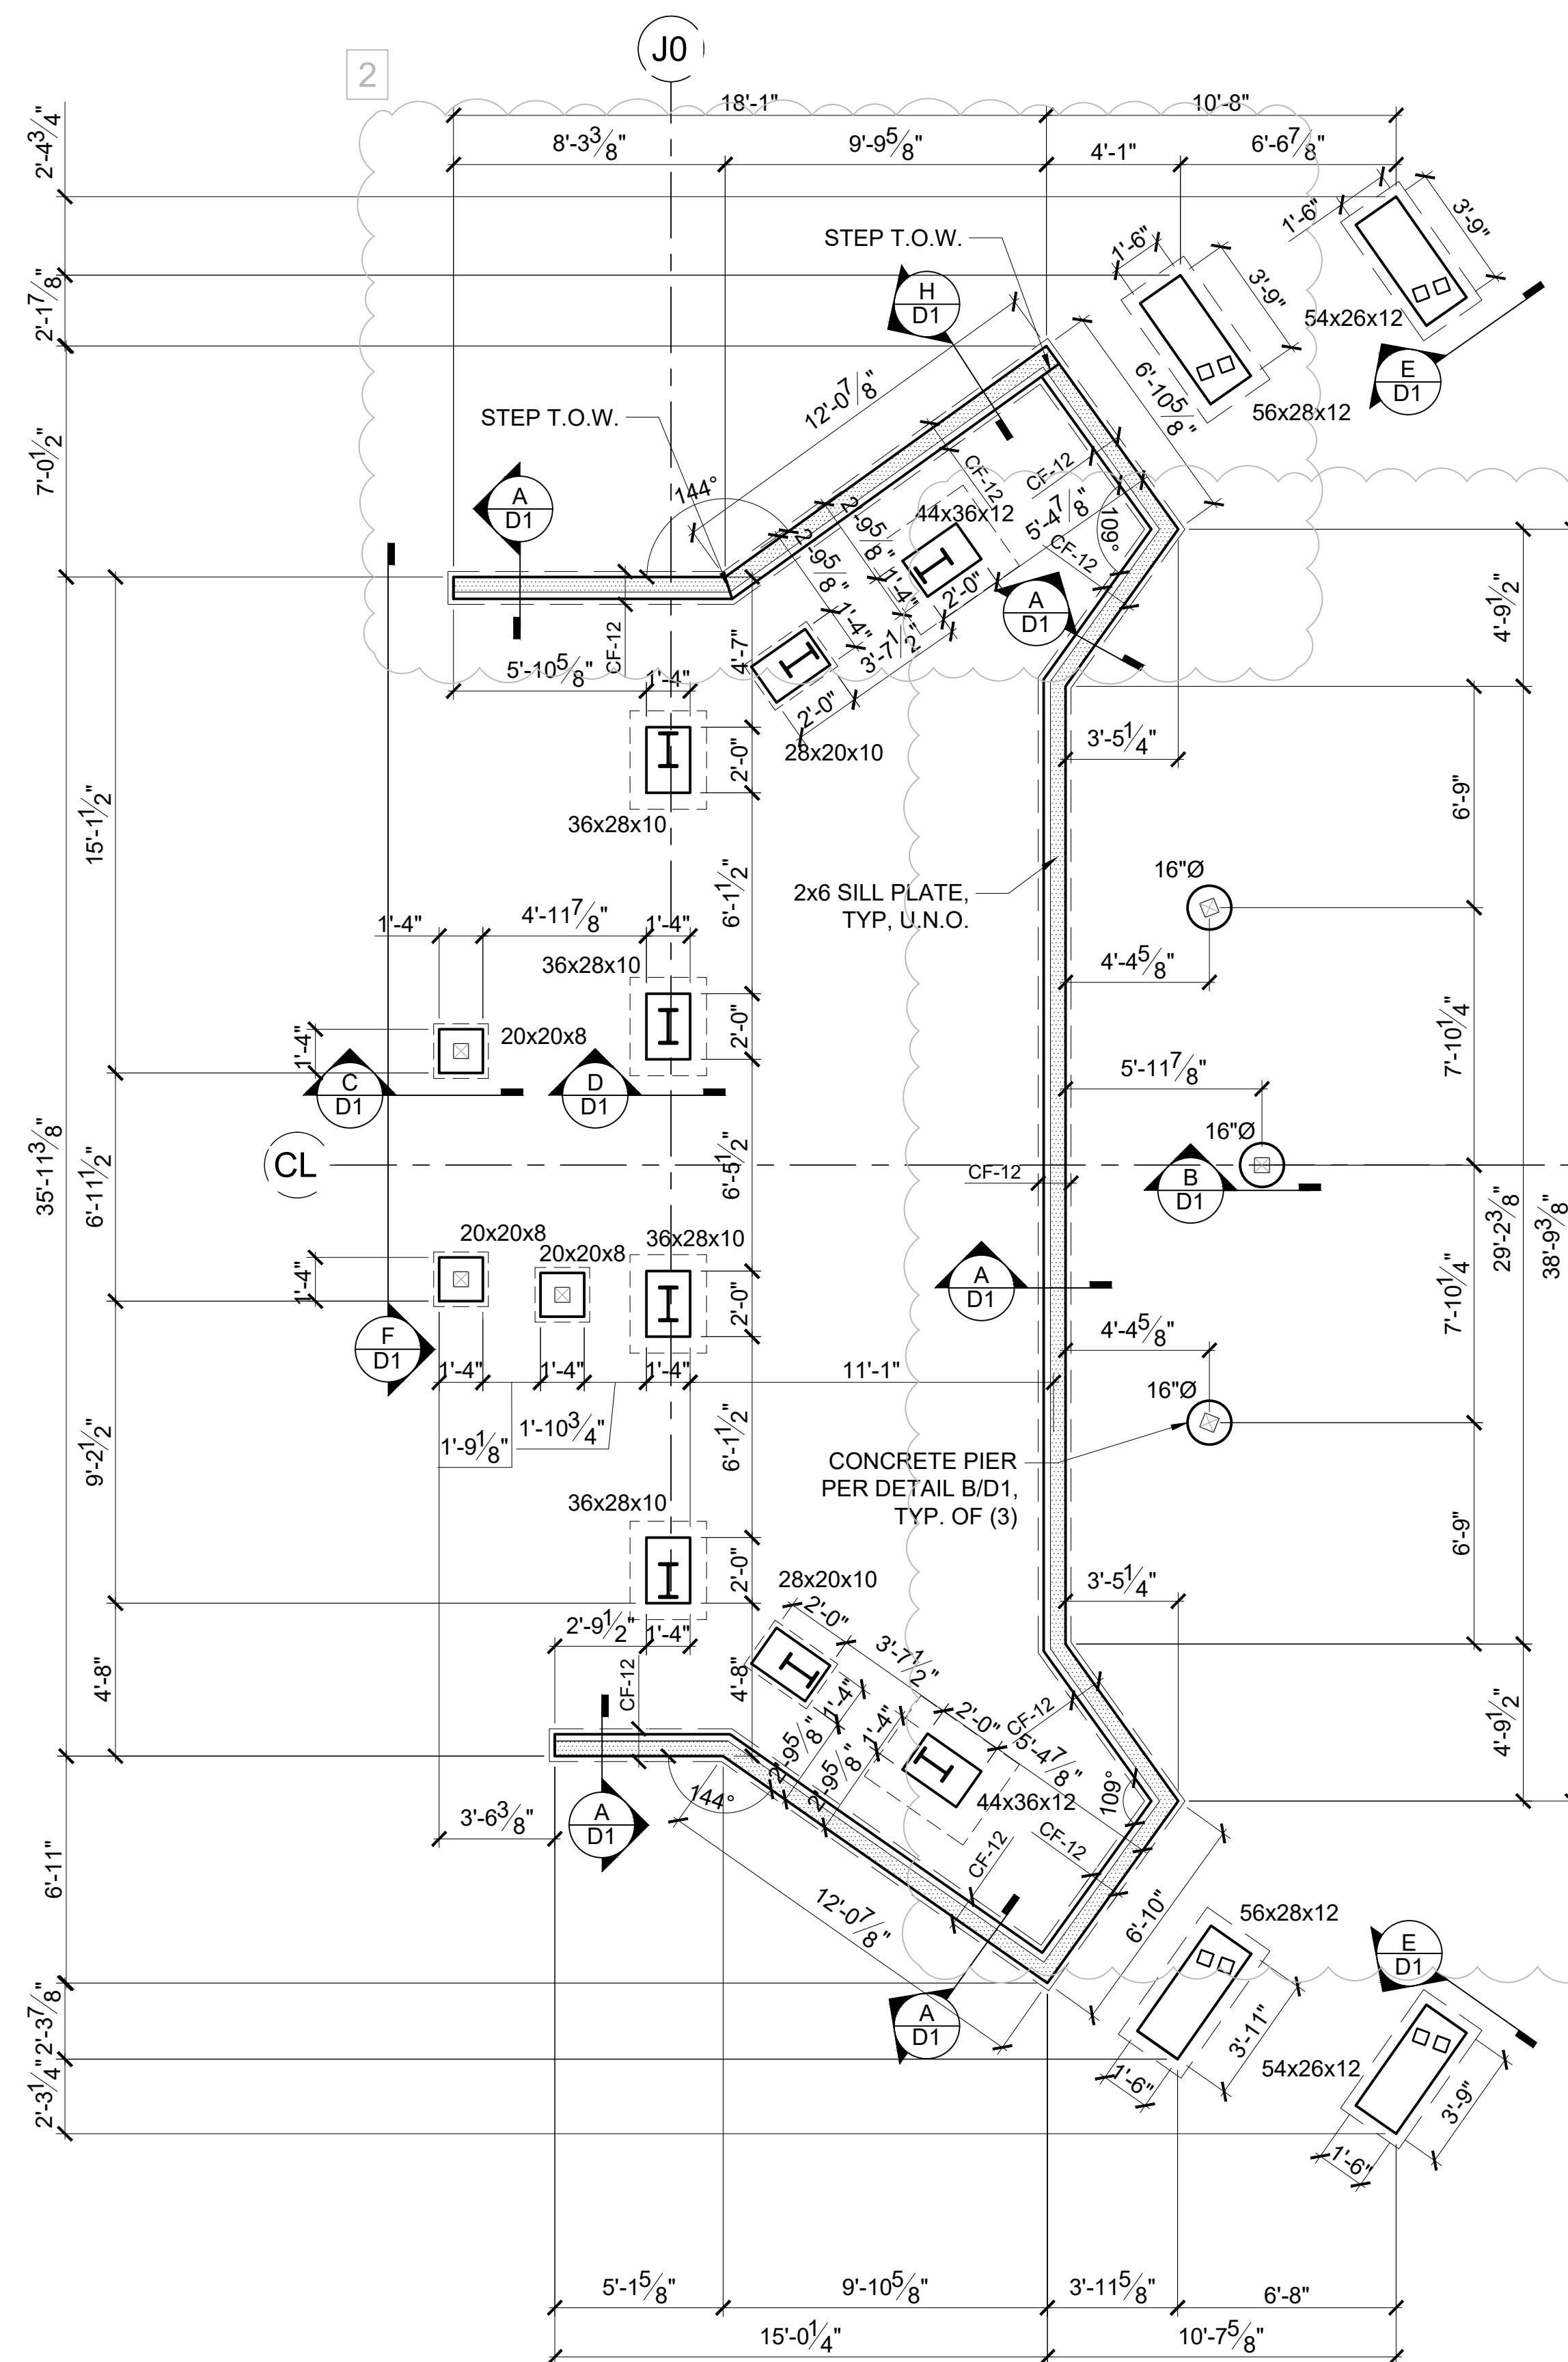 J0
2
18'-1"
10'-8"
8'-3 3/8"
9'-9 5/8"
4'-1"
6'-6 7/8"
2'-4 3/4"
2'-1 7/8"
7'-0 1/2"
STEP T.O.W.
1'-6"
3'-9"
1'-6"
3'-9"
H
D1
54x26x12
E
D1
56x28x12
12'-0 7/8"
6'-10 5/8"
STEP T.O.W.
144°
A
D1
CF-12
CF-12
44x36x12
5'-4 7/8"
109°
CF-12
2'-9 5/8"
2'-9 5/8"
1'-4"
2'-0"
1'-4"
3'-7 1/2"
A
D1
4'-9 1/2"
CF-12
5'-10 5/8"
1'-4"
4'-7"
2'-0"
28x20x10
3'-5 1/4"
2'-0"
36x28x10
15'-1 1/2"
6'-9"
6'-1 1/2"
2x6 SILL PLATE,
TYP, U.N.O.
16"Ø
1'-4"
4'-11 7/8"
1'-4"
36x28x10
4'-4 5/8"
2'-0"
1'-4"
20x20x8
7'-10 1/4"
C
D1
D
D1
5'-11 7/8"
16"Ø
CL
35'-11 3/8"
6'-11 1/2"
6'-5 1/2"
CF-12
B
D1
29'-2 3/8"
38'-9 3/8"
20x20x8
20x20x8
36x28x10
1'-4"
2'-0"
A
D1
7'-10 1/4"
F
D1
4'-4 5/8"
1'-4"
1'-4"
1'-4"
11'-1"
16"Ø
1'-9 1/8"
1'-10 3/4"
9'-2 1/2"
6'-1 1/2"
CONCRETE PIER
PER DETAIL B/D1,
TYP. OF (3)
36x28x10
6'-9"
2'-0"
28x20x10
3'-5 1/4"
2'-9 1/2"
1'-4"
2'-0"
3'-7 1/2"
4'-8"
CF-12
4'-8"
1'-4"
1'-4"
2'-0"
CF-12
5'-4 7/8"
4'-9 1/2"
2'-9 5/8"
2'-9 5/8"
144°
44x36x12
109°
3'-6 3/8"
A
D1
CF-12
CF-12
6'-11"
12'-0 7/8"
6'-10"
56x28x12
E
D1
A
D1
2'-3 7/8"
3'-11"
1'-6"
54x26x12
3'-9"
2'-3 1/4"
1'-6"
5'-1 5/8"
9'-10 5/8"
3'-11 5/8"
6'-8"
15'-0 1/4"
10'-7 5/8"